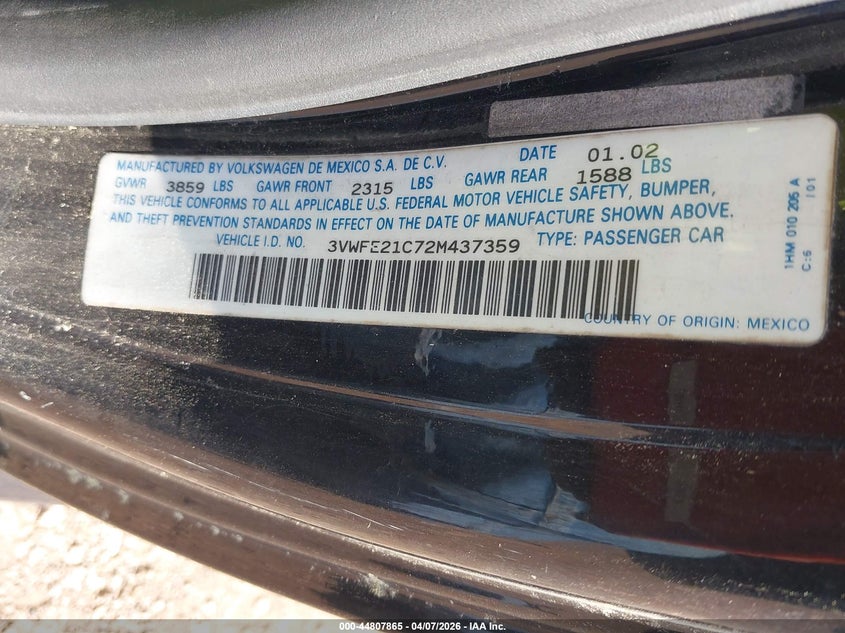 MANUFACTURED BY VOLKSWAGEN DE MEXICO S.A. DE C.V. DATE 01.02
GVWR 3859 LBS GAWR FRONT 2315 LBS GAWR REAR 1588 LBS
THIS VEHICLE CONFORMS TO ALL APPLICABLE U.S. FEDERAL MOTOR VEHICLE SAFETY, BUMPER,
AND THEFT PREVENTION STANDARDS IN EFFECT ON THE DATE OF MANUFACTURE SHOWN ABOVE.
VEHICLE I.D. NO. 3VWFE21C72M437359 TYPE: PASSENGER CAR
COUNTRY OF ORIGIN: MEXICO
1HM 010 205 A
C:6 I01
000-44807865 - 04/07/2026 - IAA Inc.